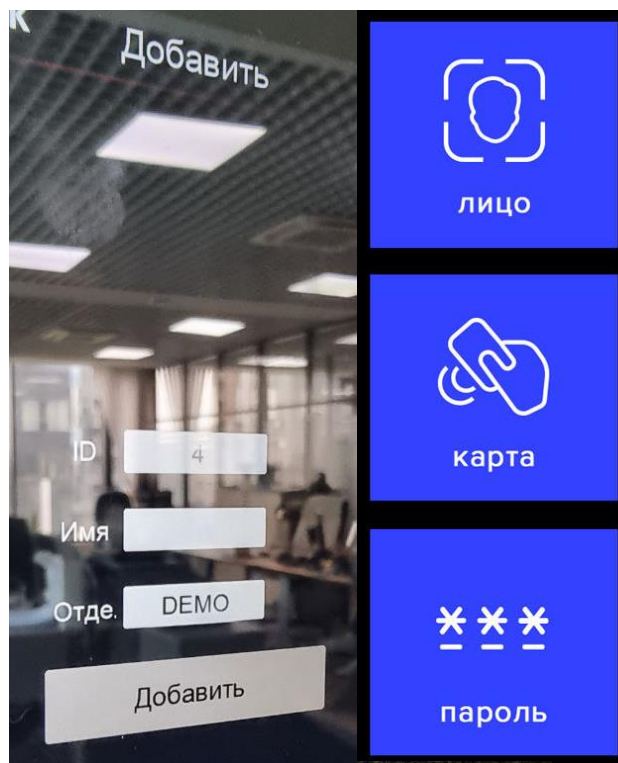 к
Добавить
ID 4
Имя
Отде. DEMO
Добавить
лицо
карта
***
пароль